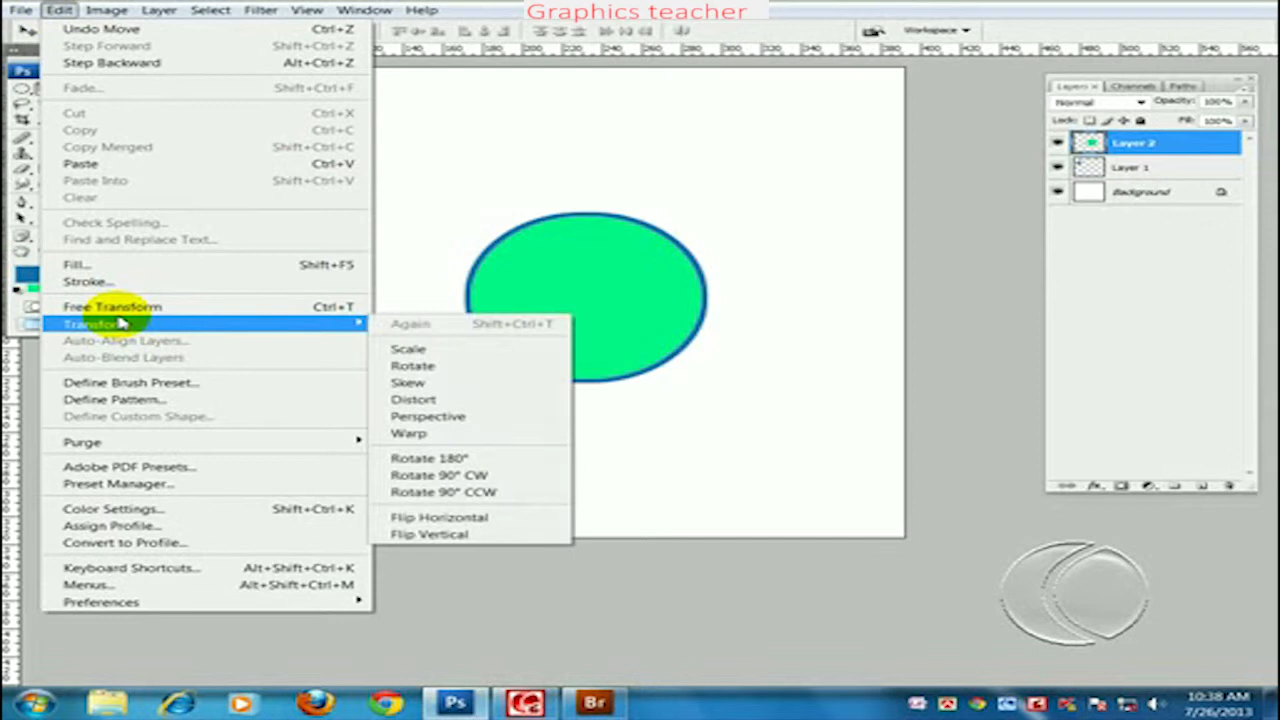 Graphics teacher
File Edit Image Layer Select Filter View Window Help
Workspace
Undo Move Ctrl+Z
Step Forward Shift+Ctrl+Z
Step Backward Alt+Ctrl+Z
Fade... Shift+Ctrl+F
Cut Ctrl+X
Copy Ctrl+C
Copy Merged Shift+Ctrl+C
Paste Ctrl+V
Paste Into Shift+Ctrl+V
Clear
Check Spelling...
Find and Replace Text...
Fill... Shift+F5
Stroke...
Free Transform Ctrl+T
Transform
Auto-Align Layers...
Auto-Blend Layers
Define Brush Preset...
Define Pattern...
Define Custom Shape...
Purge
Adobe PDF Presets...
Preset Manager...
Color Settings... Shift+Ctrl+K
Assign Profile...
Convert to Profile...
Keyboard Shortcuts... Alt+Shift+Ctrl+K
Menus... Alt+Shift+Ctrl+M
Preferences
Again Shift+Ctrl+T
Scale
Rotate
Skew
Distort
Perspective
Warp
Rotate 180°
Rotate 90° CW
Rotate 90° CCW
Flip Horizontal
Flip Vertical
Layers Channels Paths
Normal Opacity: 100%
Lock: Fill: 100%
Layer 2
Layer 1
Background
Ps
Ps Br
10:38 AM
7/26/2013